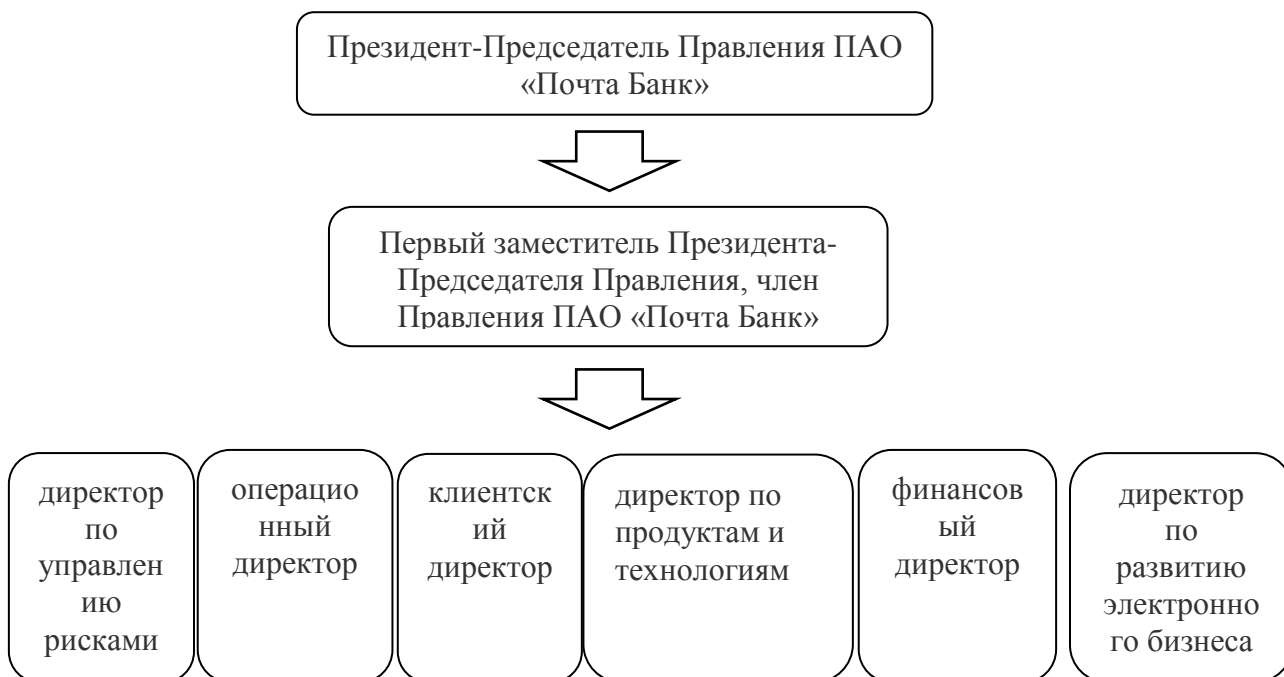 Президент-Председатель Правления ПАО
«Почта Банк»
Первый заместитель Президента-
Председателя Правления, член
Правления ПАО «Почта Банк»
директор
по
управлен
ию
рисками
операцио
нный
директор
клиентск
ий
директор
директор по
продуктам и
технологиям
финансов
ый
директор
директор
по
развитию
электронно
го бизнеса